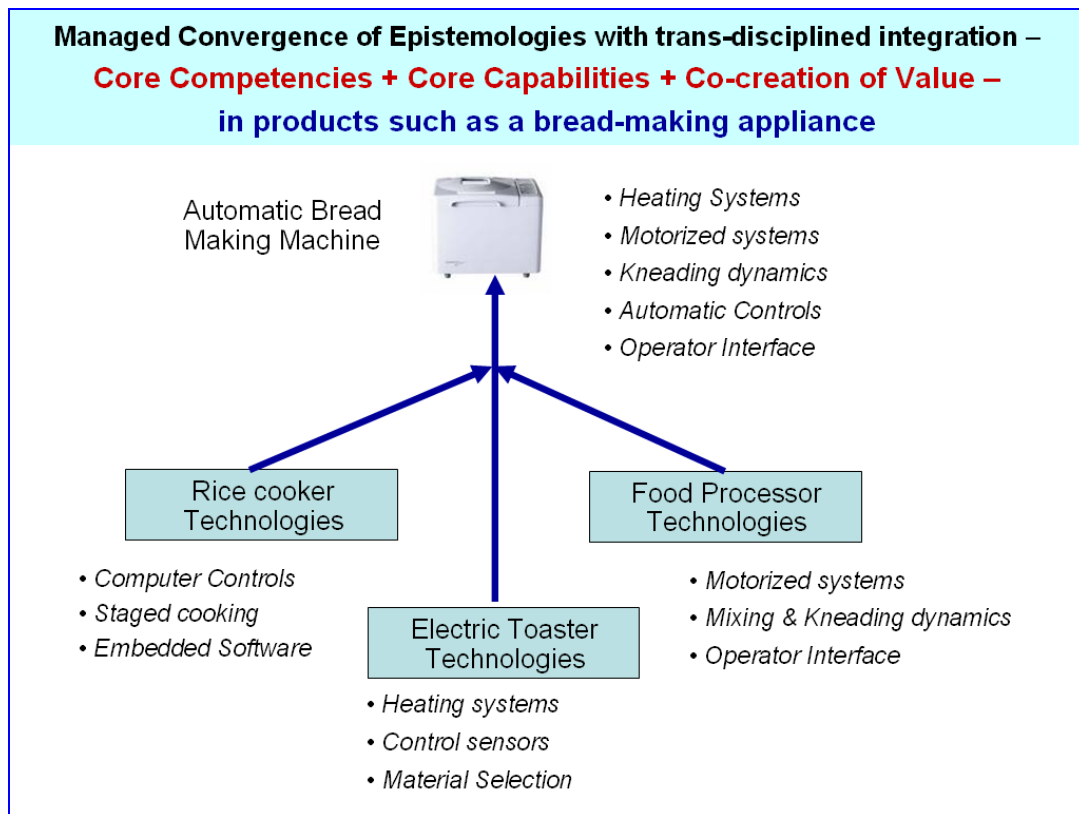 Managed Convergence of Epistemologies with trans-disciplined integration –
Core Competencies + Core Capabilities + Co-creation of Value –
in products such as a bread-making appliance
Automatic Bread
Making Machine
• Heating Systems
• Motorized systems
• Kneading dynamics
• Automatic Controls
• Operator Interface
Rice cooker
Technologies
• Computer Controls
• Staged cooking
• Embedded Software
Electric Toaster
Technologies
• Heating systems
• Control sensors
• Material Selection
Food Processor
Technologies
• Motorized systems
• Mixing & Kneading dynamics
• Operator Interface